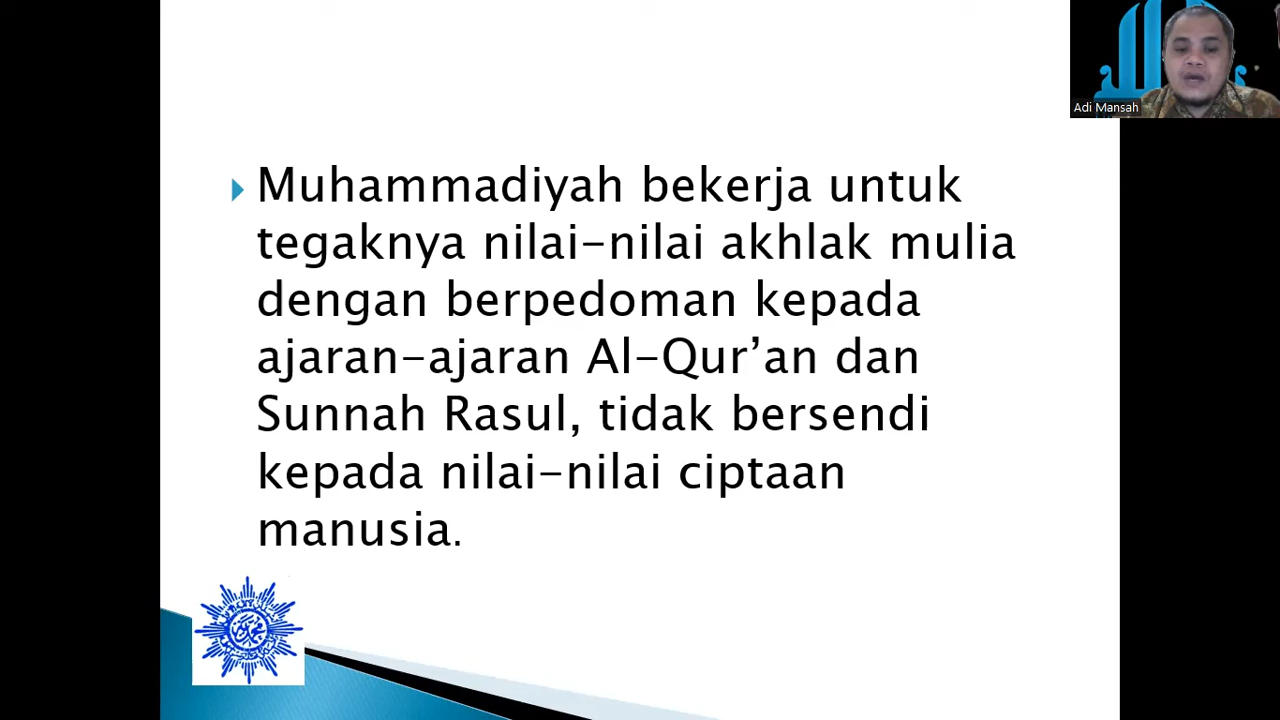 Adi Mansah
Muhammadiyah bekerja untuk
tegaknya nilai-nilai akhlak mulia
dengan berpedoman kepada
ajaran-ajaran Al-Qur’an dan
Sunnah Rasul, tidak bersendi
kepada nilai-nilai ciptaan
manusia.